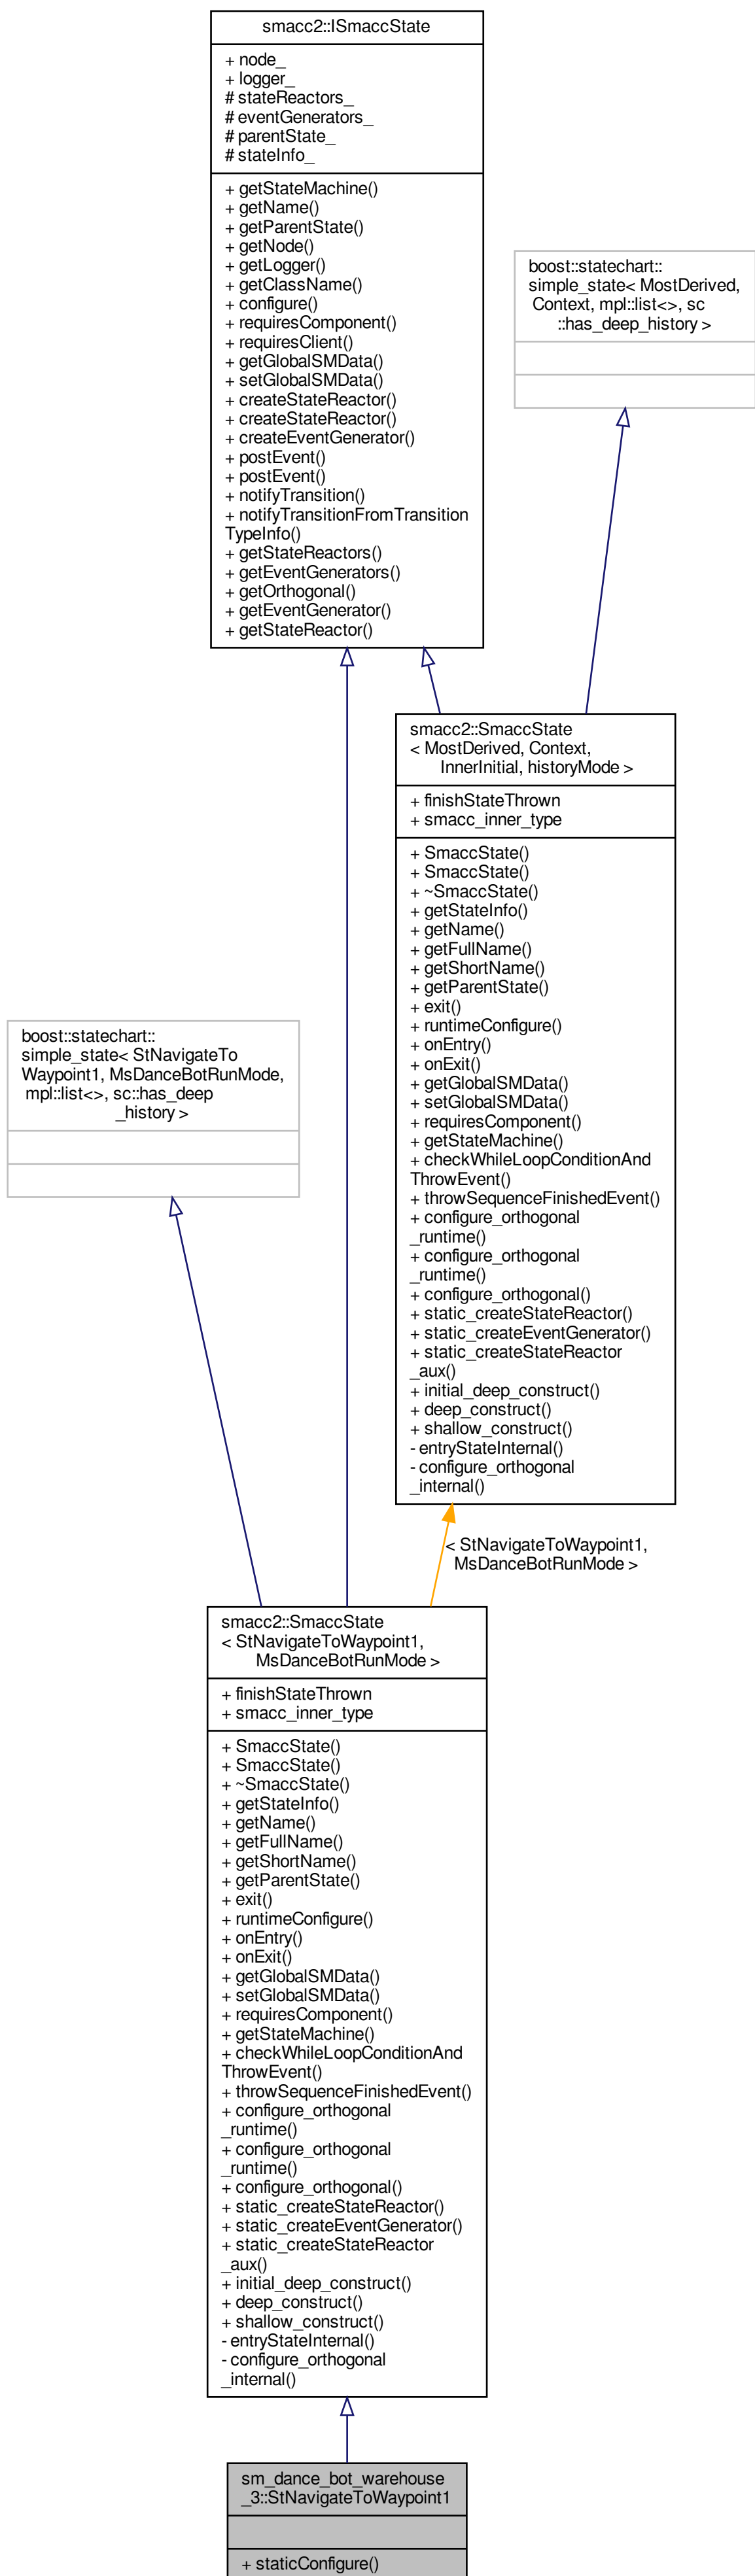 smacc2::ISmaccState
+ node_
+ logger_
# stateReactors_
# eventGenerators_
# parentState_
# stateInfo_
+ getStateMachine()
+ getName()
+ getParentState()
+ getNode()
+ getLogger()
+ getClassName()
+ configure()
+ requiresComponent()
+ requiresClient()
+ getGlobalSMData()
+ setGlobalSMData()
+ createStateReactor()
+ createStateReactor()
+ createEventGenerator()
+ postEvent()
+ postEvent()
+ notifyTransition()
+ notifyTransitionFromTransition
TypeInfo()
+ getStateReactors()
+ getEventGenerators()
+ getOrthogonal()
+ getEventGenerator()
+ getStateReactor()
boost::statechart::
simple_state< MostDerived,
Context, mpl::list<>, sc
::has_deep_history >
smacc2::SmaccState
< MostDerived, Context,
InnerInitial, historyMode >
+ finishStateThrown
+ smacc_inner_type
+ SmaccState()
+ SmaccState()
+ ~SmaccState()
+ getStateInfo()
+ getName()
+ getFullName()
+ getShortName()
+ getParentState()
+ exit()
+ runtimeConfigure()
+ onEntry()
+ onExit()
+ getGlobalSMData()
+ setGlobalSMData()
+ requiresComponent()
+ getStateMachine()
+ checkWhileLoopConditionAnd
ThrowEvent()
+ throwSequenceFinishedEvent()
+ configure_orthogonal
_runtime()
+ configure_orthogonal
_runtime()
+ configure_orthogonal()
+ static_createStateReactor()
+ static_createEventGenerator()
+ static_createStateReactor
_aux()
+ initial_deep_construct()
+ deep_construct()
+ shallow_construct()
- entryStateInternal()
- configure_orthogonal
_internal()
boost::statechart::
simple_state< StNavigateTo
Waypoint1, MsDanceBotRunMode,
mpl::list<>, sc::has_deep
_history >
< StNavigateToWaypoint1,
MsDanceBotRunMode >
smacc2::SmaccState
< StNavigateToWaypoint1,
MsDanceBotRunMode >
+ finishStateThrown
+ smacc_inner_type
+ SmaccState()
+ SmaccState()
+ ~SmaccState()
+ getStateInfo()
+ getName()
+ getFullName()
+ getShortName()
+ getParentState()
+ exit()
+ runtimeConfigure()
+ onEntry()
+ onExit()
+ getGlobalSMData()
+ setGlobalSMData()
+ requiresComponent()
+ getStateMachine()
+ checkWhileLoopConditionAnd
ThrowEvent()
+ throwSequenceFinishedEvent()
+ configure_orthogonal
_runtime()
+ configure_orthogonal
_runtime()
+ configure_orthogonal()
+ static_createStateReactor()
+ static_createEventGenerator()
+ static_createStateReactor
_aux()
+ initial_deep_construct()
+ deep_construct()
+ shallow_construct()
- entryStateInternal()
- configure_orthogonal
_internal()
sm_dance_bot_warehouse
_3::StNavigateToWaypoint1
+ staticConfigure()